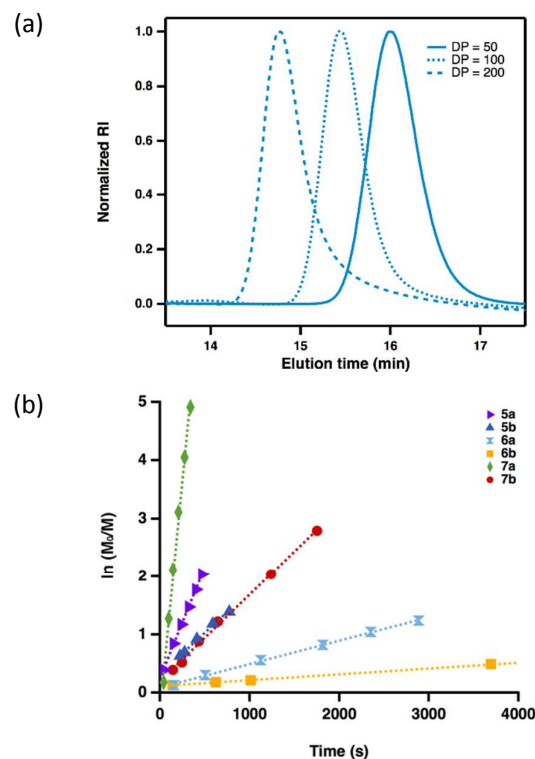 (a)
DP = 50
DP = 100
DP = 200
Normalized RI
1.0
0.8
0.6
0.4
0.2
0.0
14 15 16 17
Elution time (min)
(b)
5a
5b
6a
6b
7a
7b
ln (M₀/M)
5
4
3
2
1
0
0 1000 2000 3000 4000
Time (s)